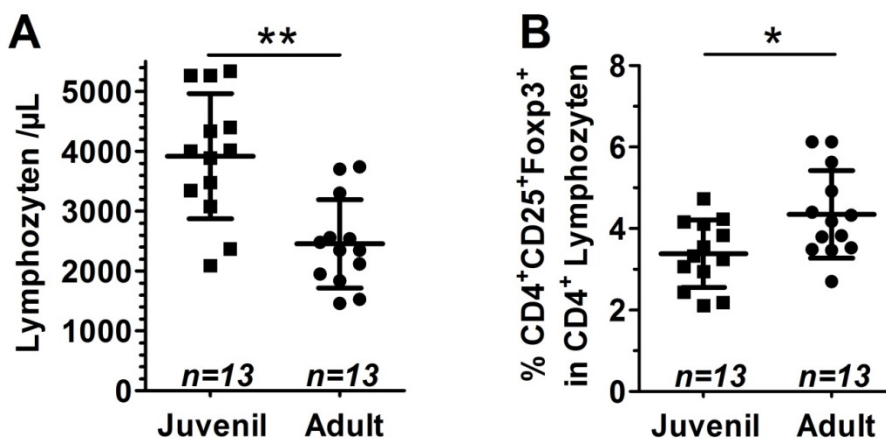 A
**
Lymphozyten /µL
5000
4000
3000
2000
1000
0
n=13 n=13
Juvenil Adult
B
*
% CD4⁺CD25⁺Foxp3⁺
in CD4⁺ Lymphozyten
8
6
4
2
0
n=13 n=13
Juvenil Adult